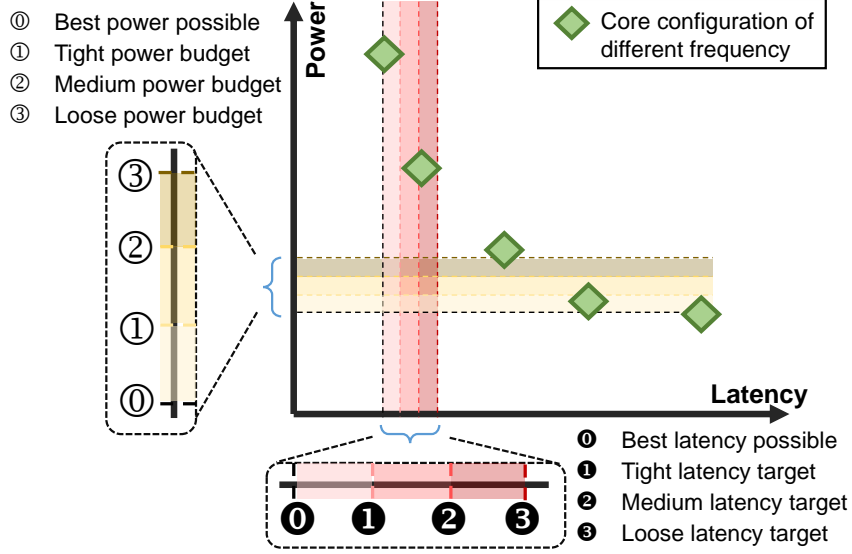 ⓪ Best power possible
① Tight power budget
② Medium power budget
③ Loose power budget
Power
Core configuration of
different frequency
③
②
①
⓪
Latency
⓿ ❶ ❷ ❸
⓿ Best latency possible
❶ Tight latency target
❷ Medium latency target
❸ Loose latency target